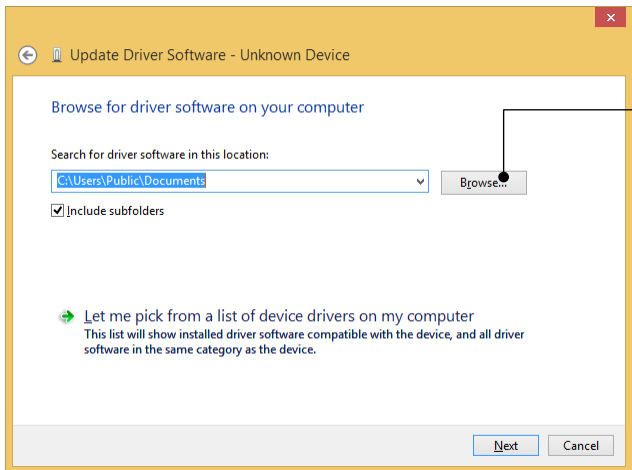 Update Driver Software - Unknown Device
Browse for driver software on your computer
Search for driver software in this location:
C:\Users\Public\Documents
Browse...
Include subfolders
Let me pick from a list of device drivers on my computer
This list will show installed driver software compatible with the device, and all driver
software in the same category as the device.
Next
Cancel